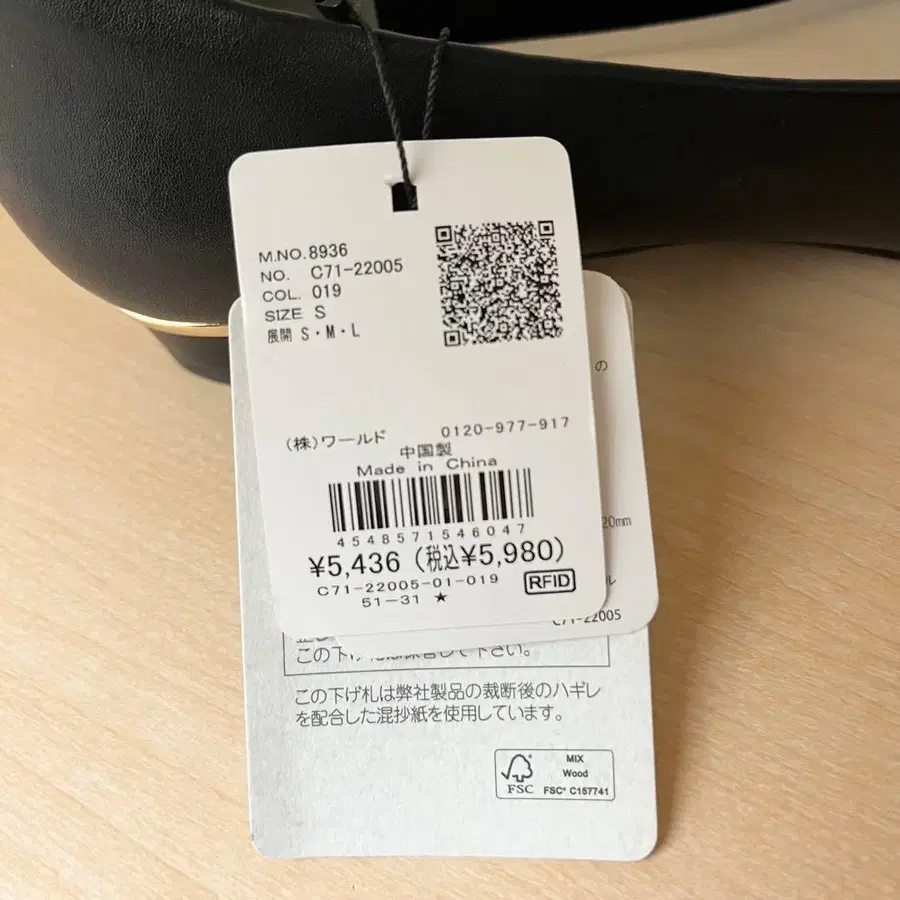 M.NO.8936
NO. C71-22005
COL. 019
SIZE S
展開 S・M・L
(株)ワールド 0120-977-917
中国製
Made in China
4548571546047
¥5,436 (税込¥5,980)
C71-22005-01-019
RFID
51-31 ★
の
20mm
ル
C71-22005
この下げ札は弊社製品の裁断後のハギレ
を配合した混抄紙を使用しています。
FSC
MIX
Wood
FSC® C157741